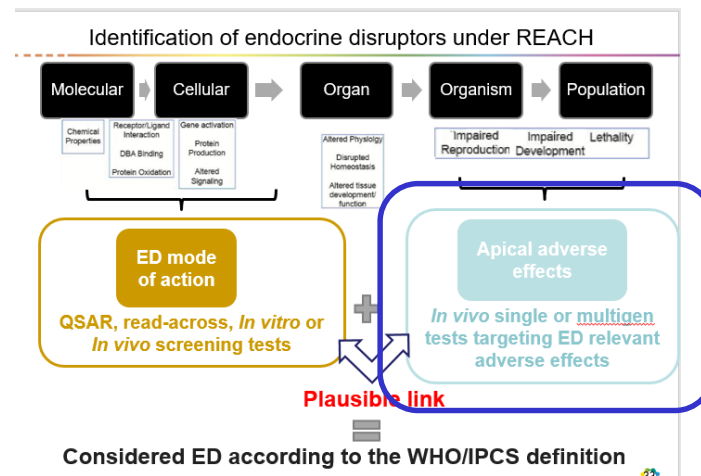 Identification of endocrine disruptors under REACH
Molecular
Cellular
Organ
Organism
Population
Chemical
Properties
Receptor/Ligand
Interaction
DBA Binding
Protein Oxidation
Gene activation
Protein
Production
Altered
Signaling
Altered Physiolgy
Disrupted
Homeostasis
Altered tissue
development/
function
Impaired
Reproduction
Impaired
Development
Lethality
ED mode
of action
QSAR, read-across, In vitro or
In vivo screening tests
Apical adverse
effects
In vivo single or multigen
tests targeting ED relevant
adverse effects
+
Plausible link
=
Considered ED according to the WHO/IPCS definition